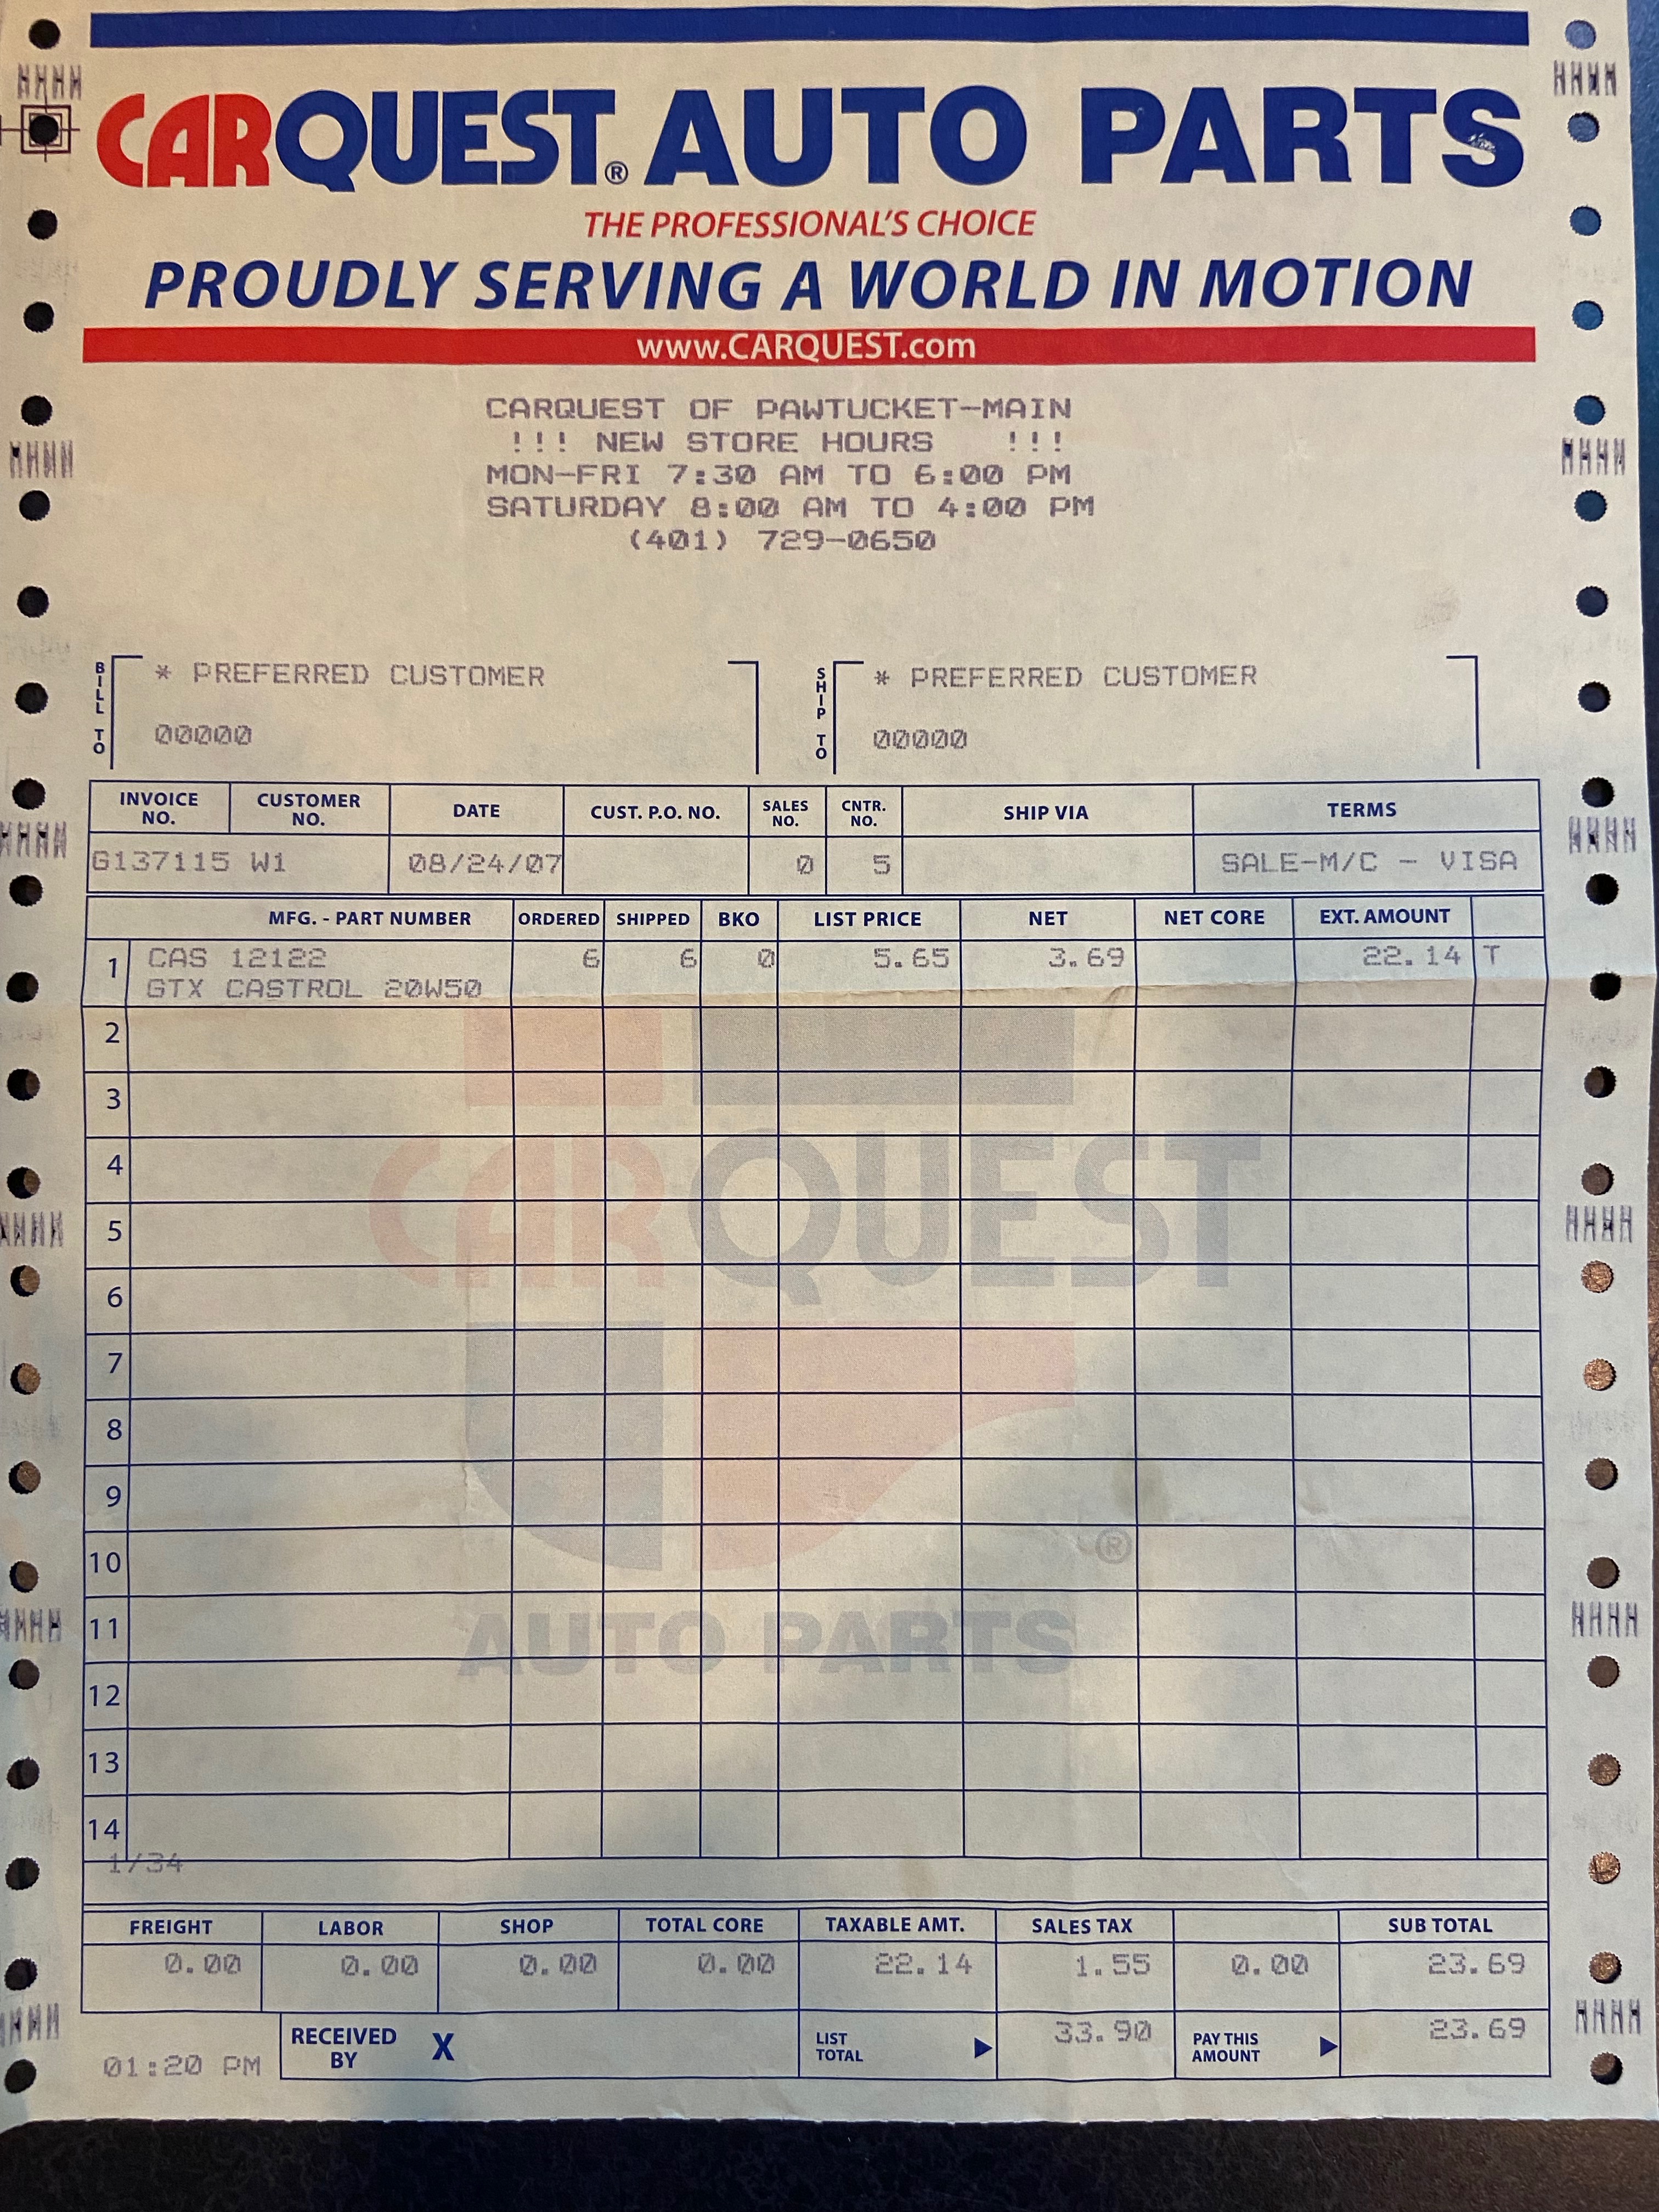 CARQUEST® AUTO PARTS
THE PROFESSIONAL'S CHOICE
PROUDLY SERVING A WORLD IN MOTION
www.CARQUEST.com
CARQUEST OF PAWTUCKET-MAIN
!!! NEW STORE HOURS !!!
MON-FRI 7:30 AM TO 6:00 PM
SATURDAY 8:00 AM TO 4:00 PM
(401) 729-0650
BILL TO * PREFERRED CUSTOMER SHIP TO * PREFERRED CUSTOMER
00000 00000
INVOICE NO. CUSTOMER NO. DATE CUST. P.O. NO. SALES NO. CNTR. NO. SHIP VIA TERMS
G137115 W1 08/24/07 0 5 SALE-M/C - VISA
MFG. - PART NUMBER ORDERED SHIPPED BKO LIST PRICE NET NET CORE EXT. AMOUNT
1 CAS 12122 6 6 0 5.65 3.69 22.14 T
GTX CASTROL 20W50
2
3
4
CARQUEST
5
6
7
8
9
10
®
11
AUTO PARTS
12
13
14
1/34
FREIGHT LABOR SHOP TOTAL CORE TAXABLE AMT. SALES TAX SUB TOTAL
0.00 0.00 0.00 0.00 22.14 1.55 0.00 23.69
RECEIVED BY X LIST TOTAL 33.90 PAY THIS AMOUNT 23.69
01:20 PM